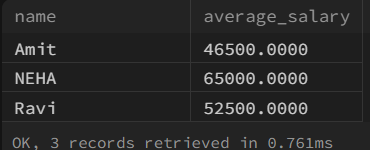 name average_salary
Amit 46500.0000
NEHA 65000.0000
Ravi 52500.0000
OK, 3 records retrieved in 0.761ms